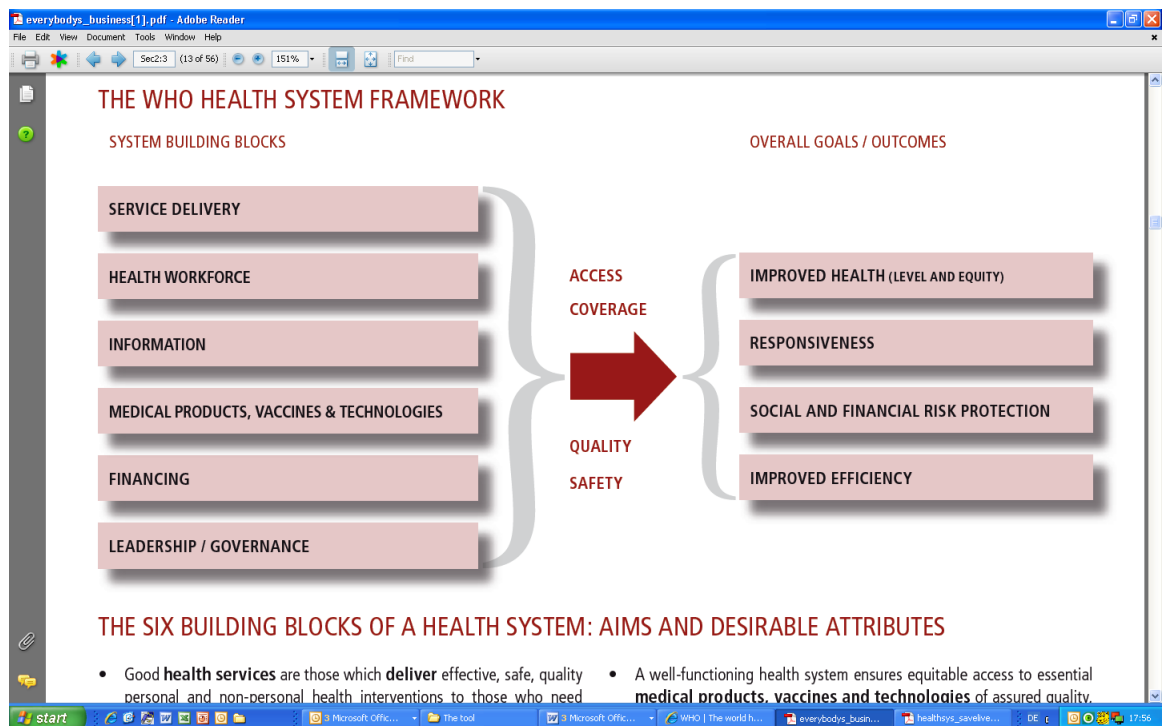 everybodys_business[1].pdf - Adobe Reader
File Edit View Document Tools Window Help
Sec2:3 (13 of 56) 151% Find
THE WHO HEALTH SYSTEM FRAMEWORK
SYSTEM BUILDING BLOCKS
OVERALL GOALS / OUTCOMES
SERVICE DELIVERY
HEALTH WORKFORCE
INFORMATION
MEDICAL PRODUCTS, VACCINES & TECHNOLOGIES
FINANCING
LEADERSHIP / GOVERNANCE
ACCESS
COVERAGE
QUALITY
SAFETY
IMPROVED HEALTH (LEVEL AND EQUITY)
RESPONSIVENESS
SOCIAL AND FINANCIAL RISK PROTECTION
IMPROVED EFFICIENCY
THE SIX BUILDING BLOCKS OF A HEALTH SYSTEM: AIMS AND DESIRABLE ATTRIBUTES
• Good health services are those which deliver effective, safe, quality
personal and non-personal health interventions to those who need
• A well-functioning health system ensures equitable access to essential
medical products, vaccines and technologies of assured quality,
start 3 Microsoft Offic... The tool 3 Microsoft Offic... WHO | The world h... everybodys_busin... healthsys_savelive... DE 17:56